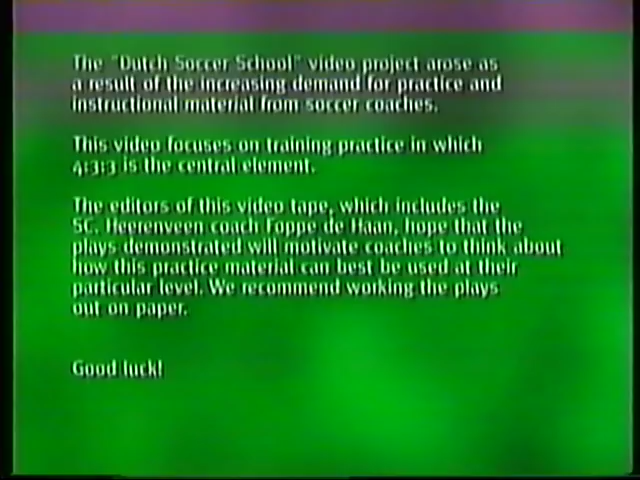 The "Dutch Soccer School" video project arose as
a result of the increasing demand for practice and
instructional material from soccer coaches.
This video focuses on training practice in which
4:3:3 is the central element.
The editors of this video tape, which includes the
SC. Heerenveen coach Foppe de Haan, hope that the
plays demonstrated will motivate coaches to think about
how this practice material can best be used at their
particular level. We recommend working the plays
out on paper.
Good luck!